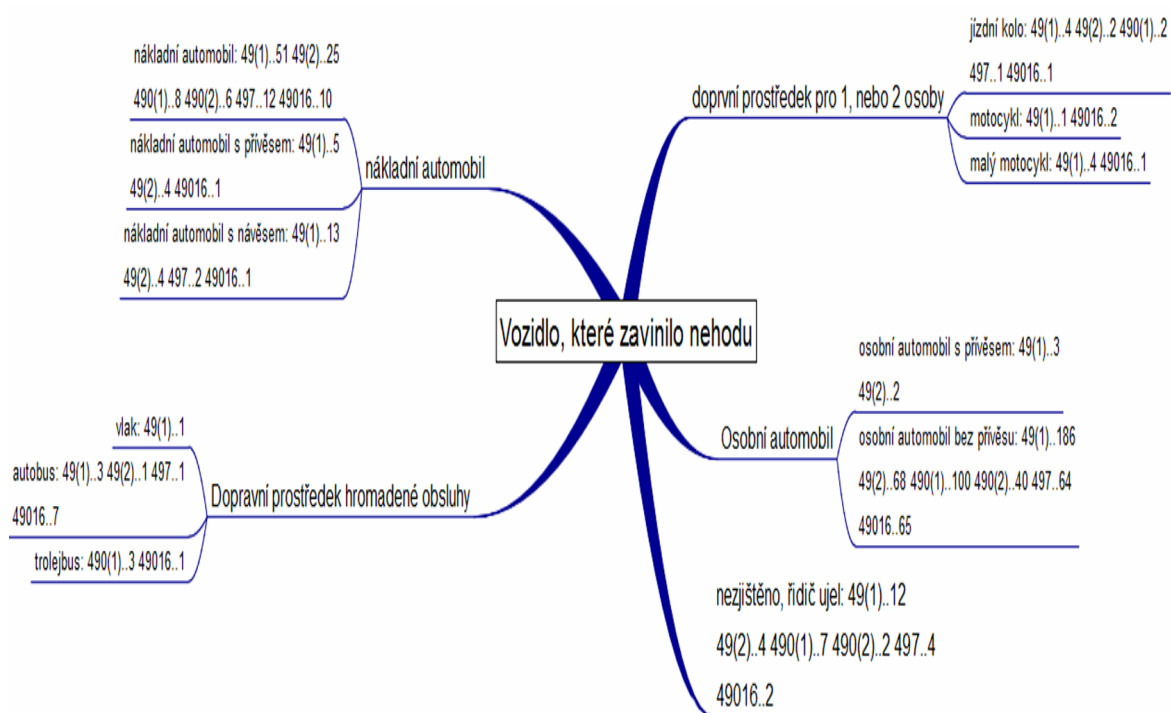 Vozidlo, které zavinilo nehodu
nákladní automobil
nákladní automobil: 49(1)..51 49(2)..25
490(1)..8 490(2)..6 497..12 49016..10
nákladní automobil s přívěsem: 49(1)..5
49(2)..4 49016..1
nákladní automobil s návěsem: 49(1)..13
49(2)..4 497..2 49016..1
Dopravní prostředek hromadené obsluhy
vlak: 49(1)..1
autobus: 49(1)..3 49(2)..1 497..1
49016..7
trolejbus: 490(1)..3 49016..1
doprvní prostředek pro 1, nebo 2 osoby
jízdní kolo: 49(1)..4 49(2)..2 490(1)..2
497..1 49016..1
motocykl: 49(1)..1 49016..2
malý motocykl: 49(1)..4 49016..1
Osobní automobil
osobní automobil s přívěsem: 49(1)..3
49(2)..2
osobní automobil bez přívěsu: 49(1)..186
49(2)..68 490(1)..100 490(2)..40 497..64
49016..65
nezjištěno, řidič ujel: 49(1)..12
49(2)..4 490(1)..7 490(2)..2 497..4
49016..2